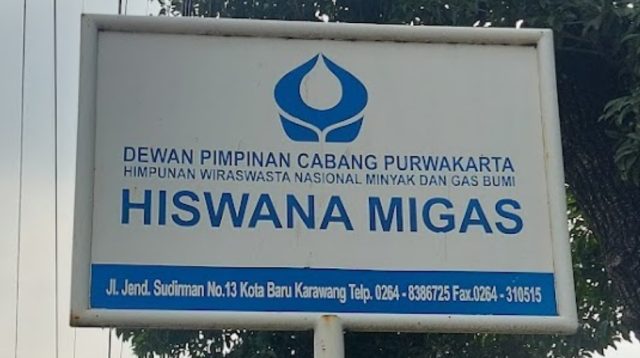 DEWAN PIMPINAN CABANG PURWAKARTA
HIMPUNAN WIRASWASTA NASIONAL MINYAK DAN GAS BUMI
HISWANA MIGAS
Jl. Jend. Sudirman No.13 Kota Baru Karawang Telp. 0264 - 8386725 Fax.0264 - 310515